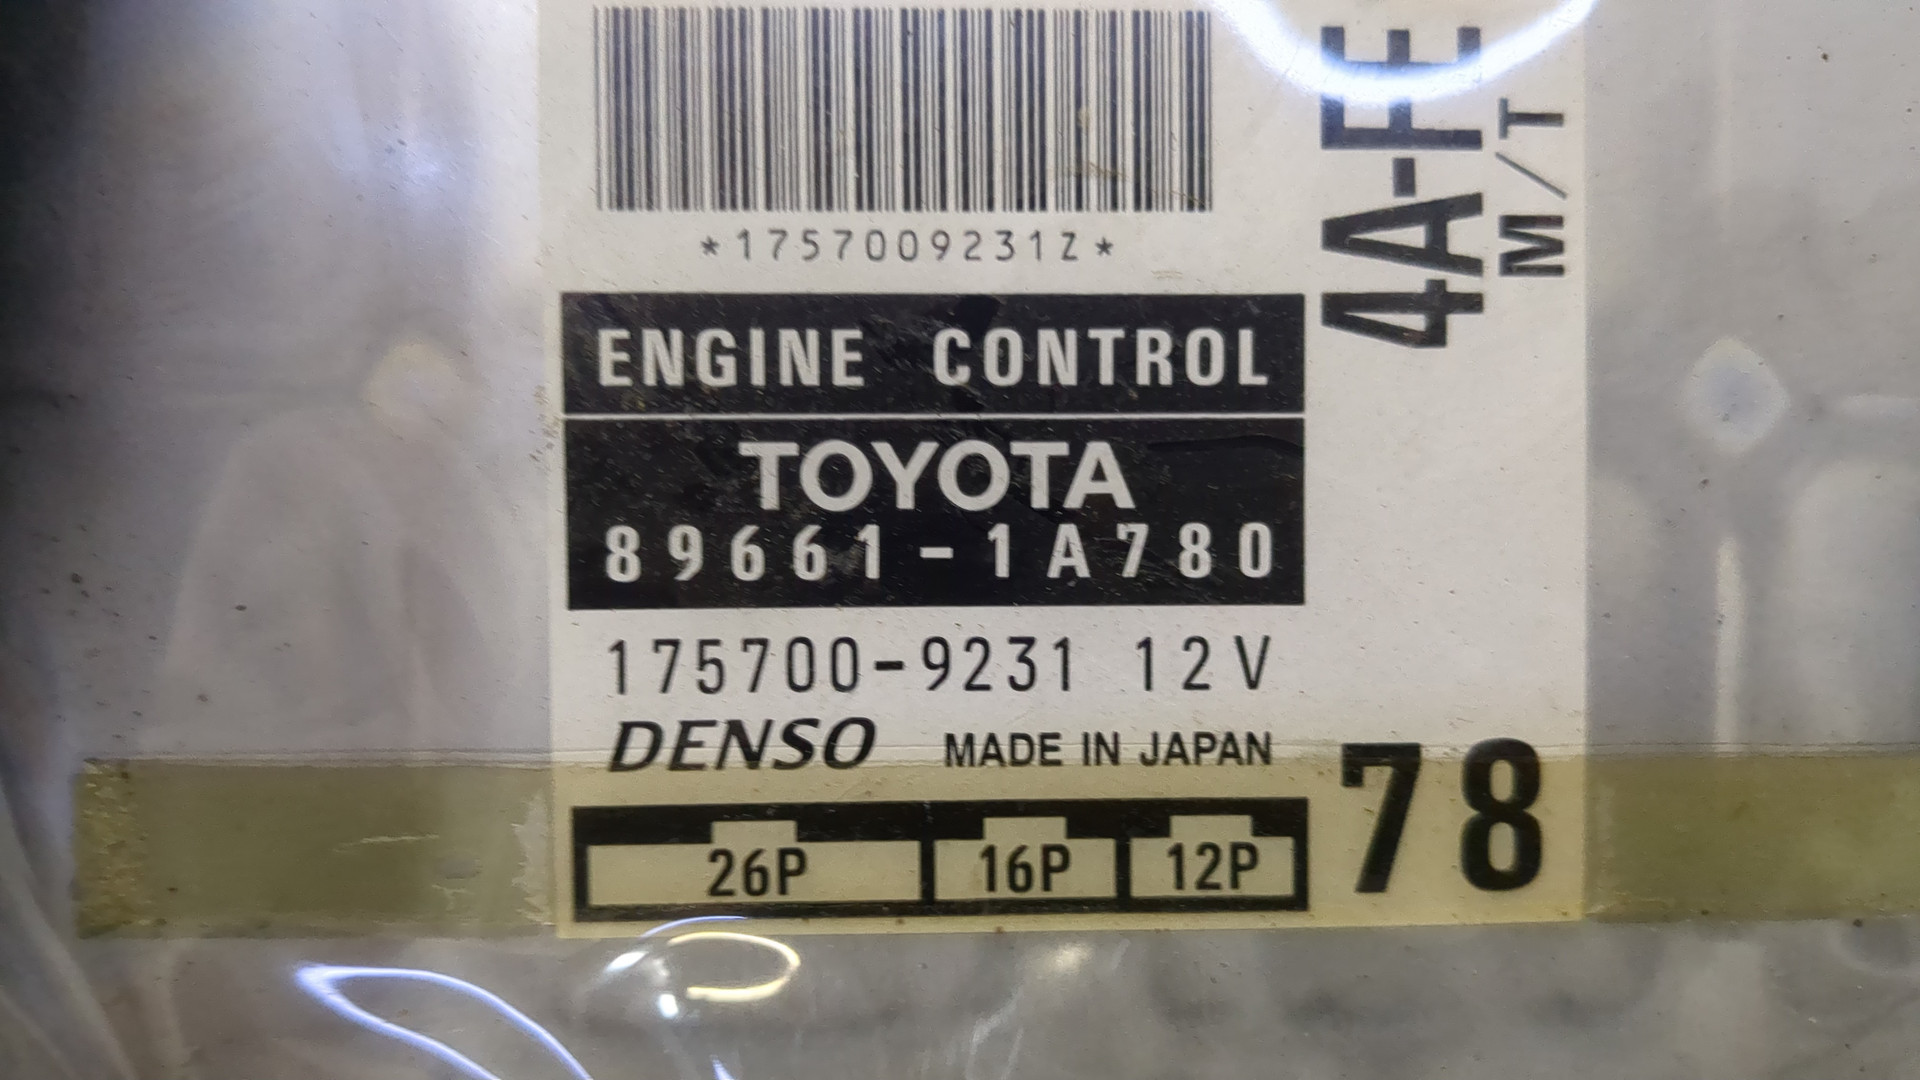 *1757009231Z*
ENGINE CONTROL
TOYOTA
89661-1A780
175700-9231 12V
DENSO MADE IN JAPAN
26P 16P 12P
4A-FE
M/T
78